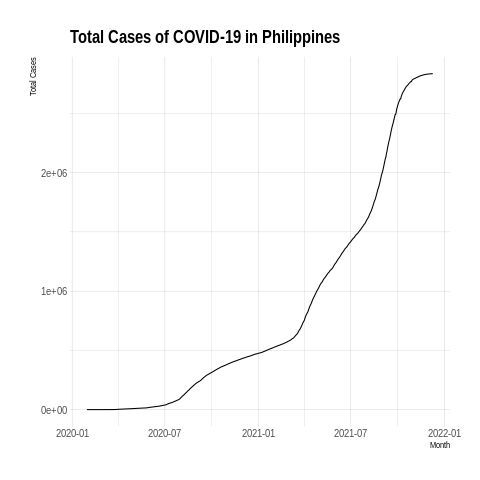 Total Cases of COVID-19 in Philippines
Total Cases
2e+06
1e+06
0e+00
2020-01 2020-07 2021-01 2021-07 2022-01
Month